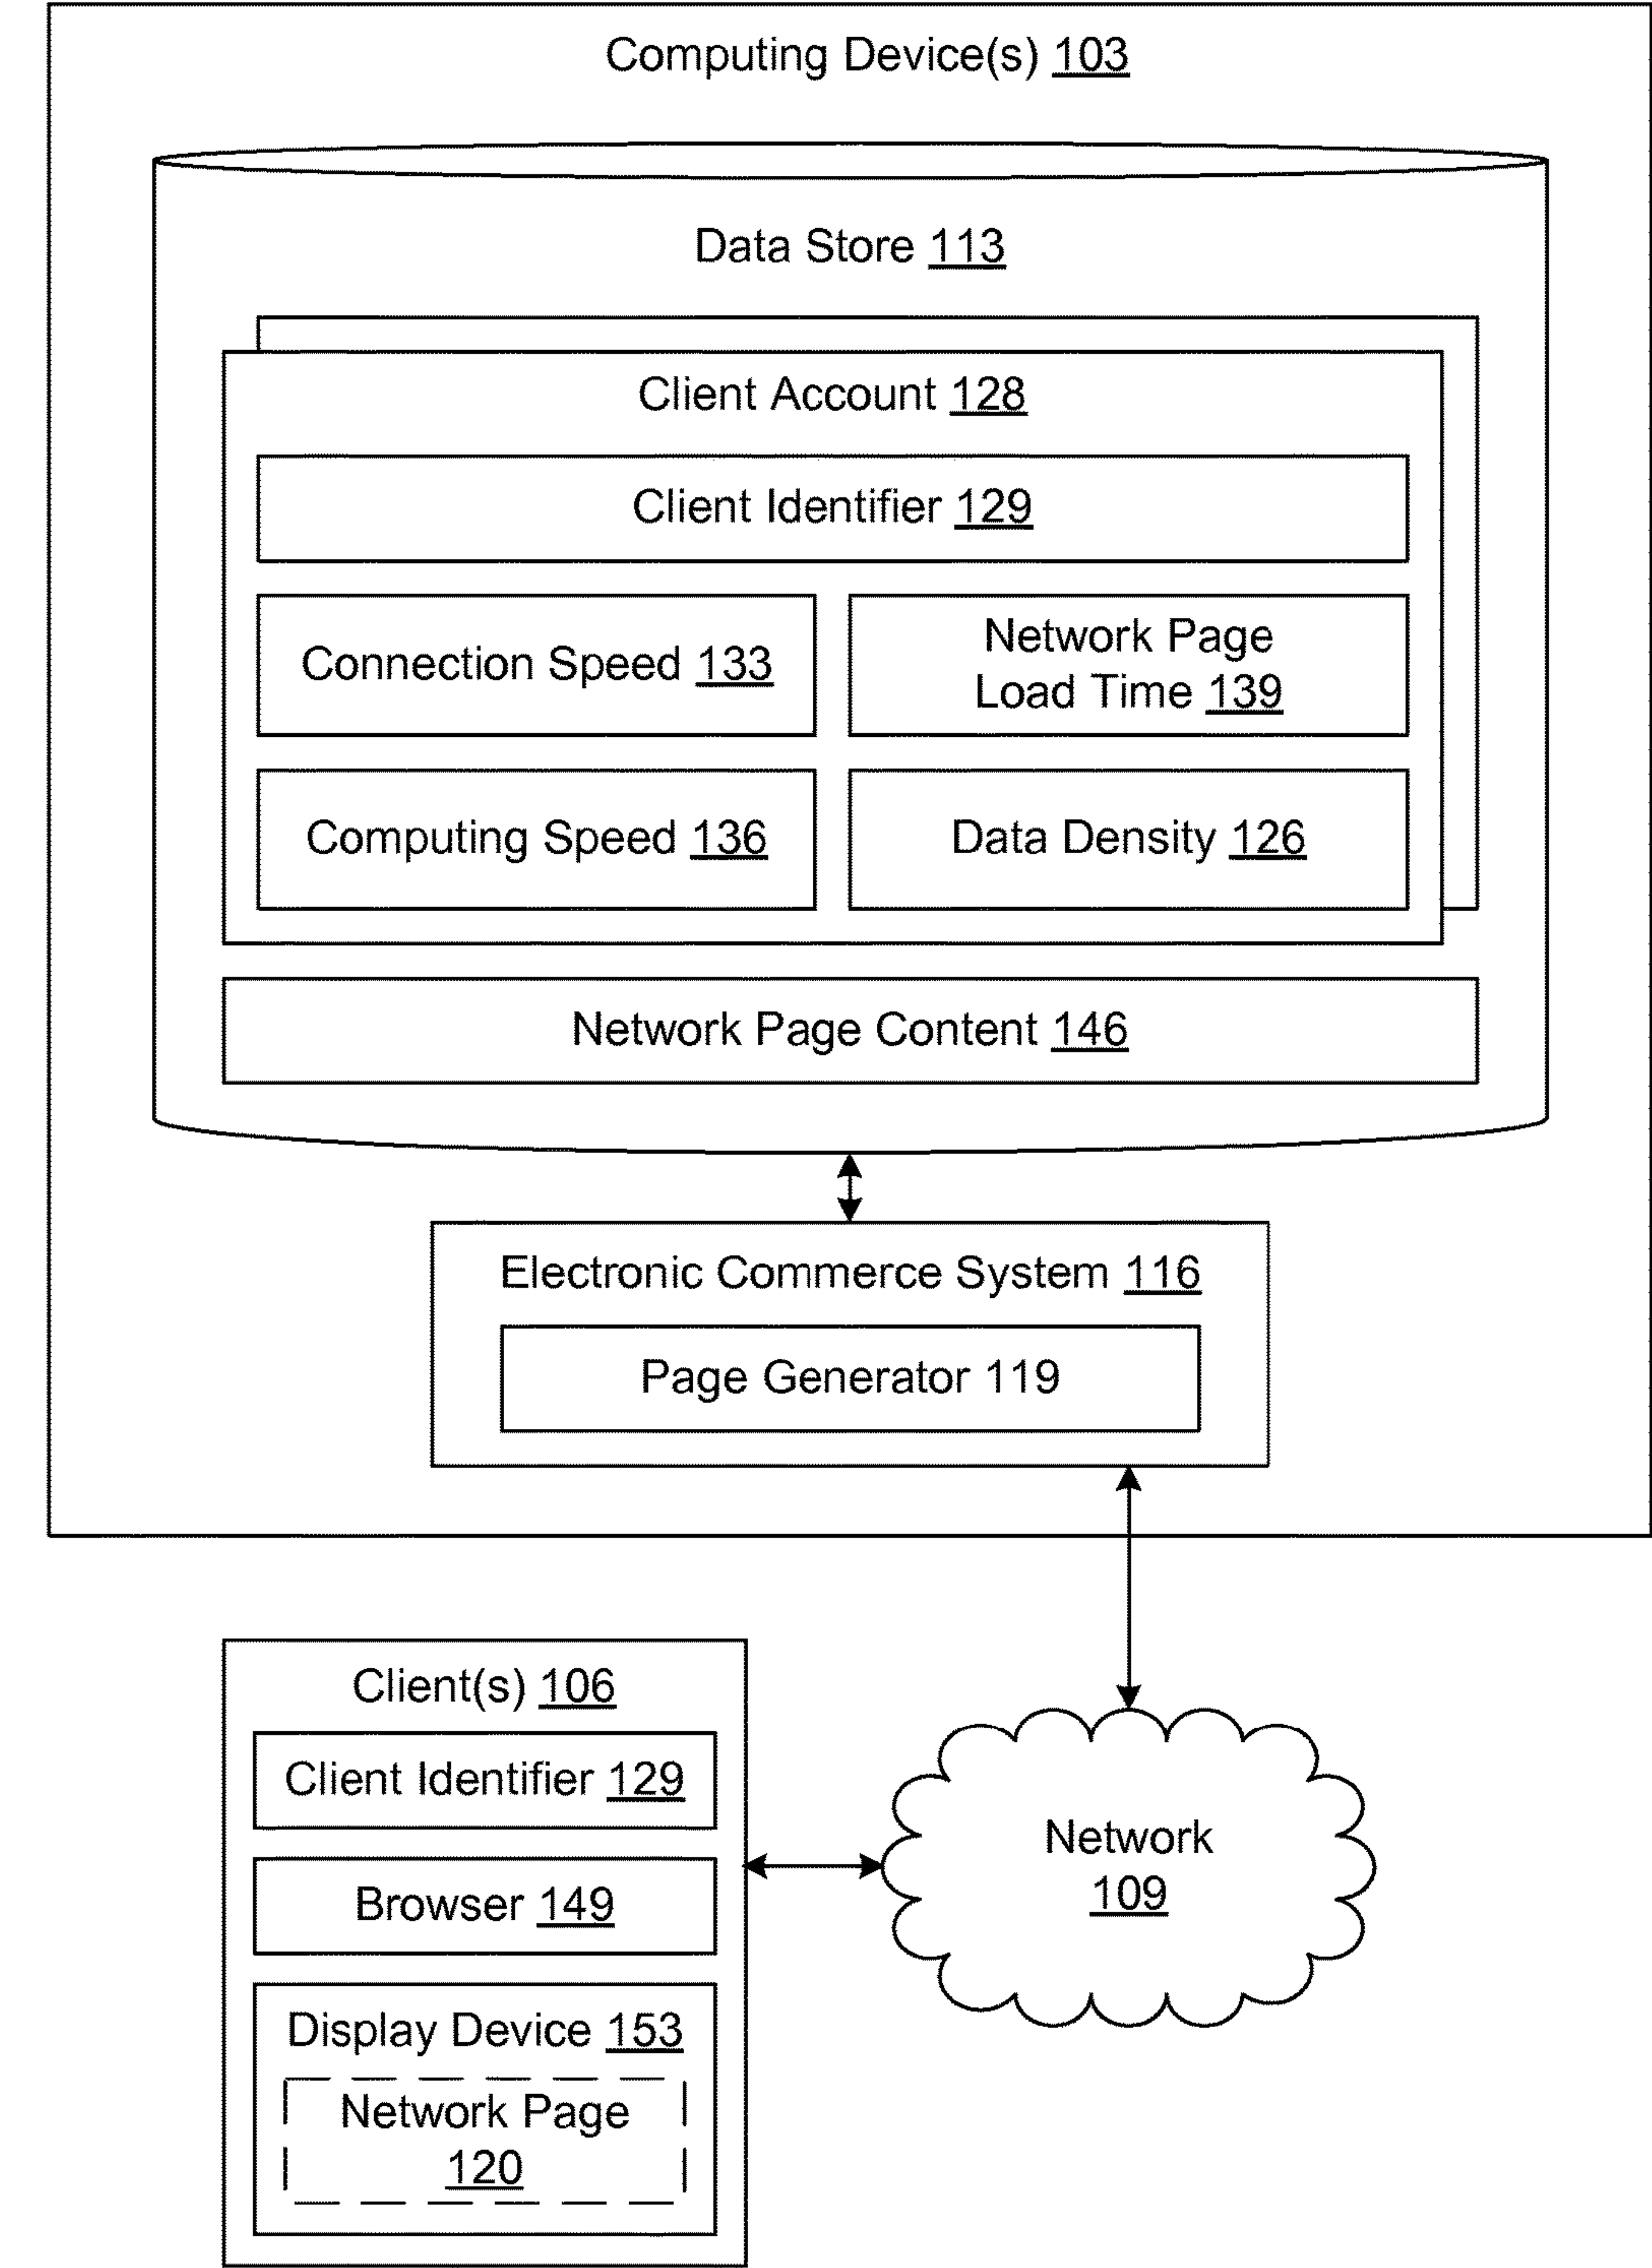 Computing Device(s) 103
Data Store 113
Client Account 128
Client Identifier 129
Connection Speed 133
Network Page
Load Time 139
Computing Speed 136
Data Density 126
Network Page Content 146
Electronic Commerce System 116
Page Generator 119
Client(s) 106
Client Identifier 129
Browser 149
Display Device 153
Network Page
120
Network
109